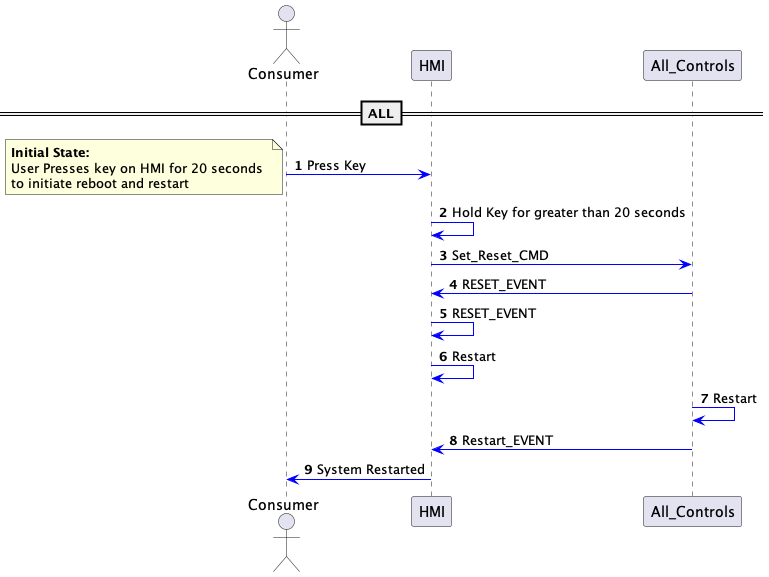 Consumer
HMI
All_Controls
ALL
Initial State:
User Presses key on HMI for 20 seconds
to initiate reboot and restart
1 Press Key
2 Hold Key for greater than 20 seconds
3 Set_Reset_CMD
4 RESET_EVENT
5 RESET_EVENT
6 Restart
7 Restart
8 Restart_EVENT
9 System Restarted
Consumer
HMI
All_Controls